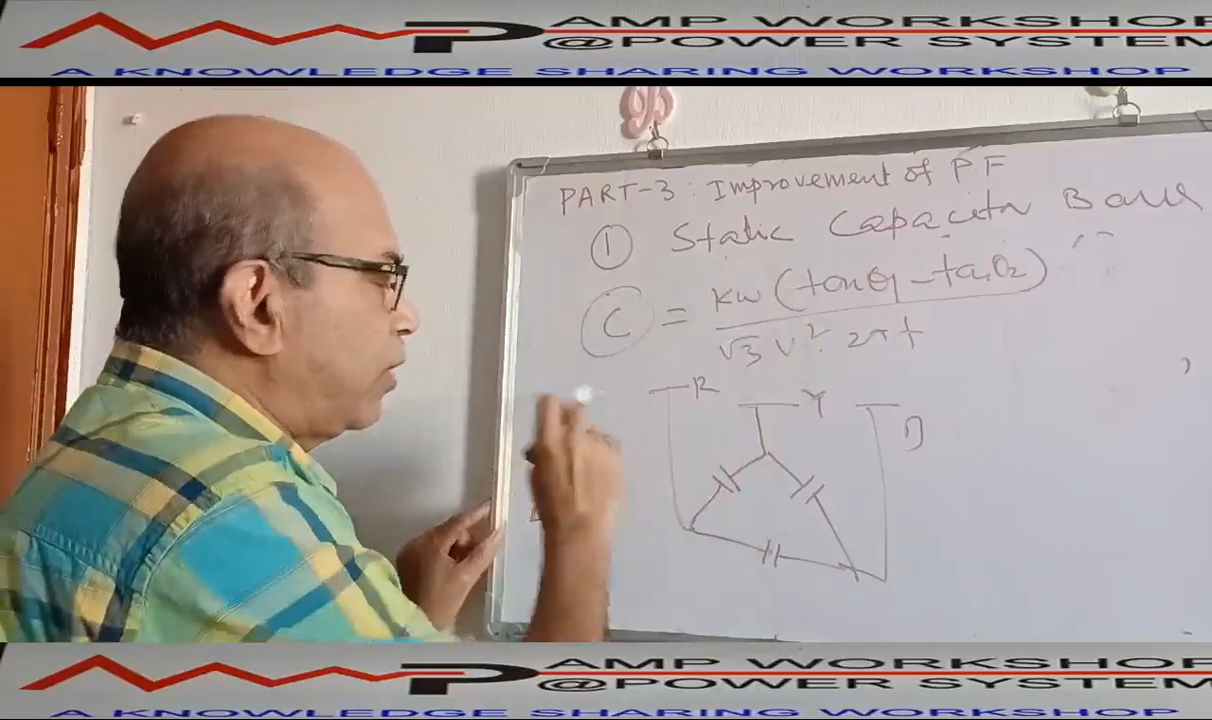 AMP WORKSHOP
@POWER SYSTEM
A KNOWLEDGE SHARING WORKSHOP
PART-3: Improvement of P.F
① Static Capacitor Bank
C = KW (tanθ1 - tanθ2)
√3 V² 2πf
R
Y
B
AMP WORKSHOP
@POWER SYSTEM
A KNOWLEDGE SHARING WORKSHOP